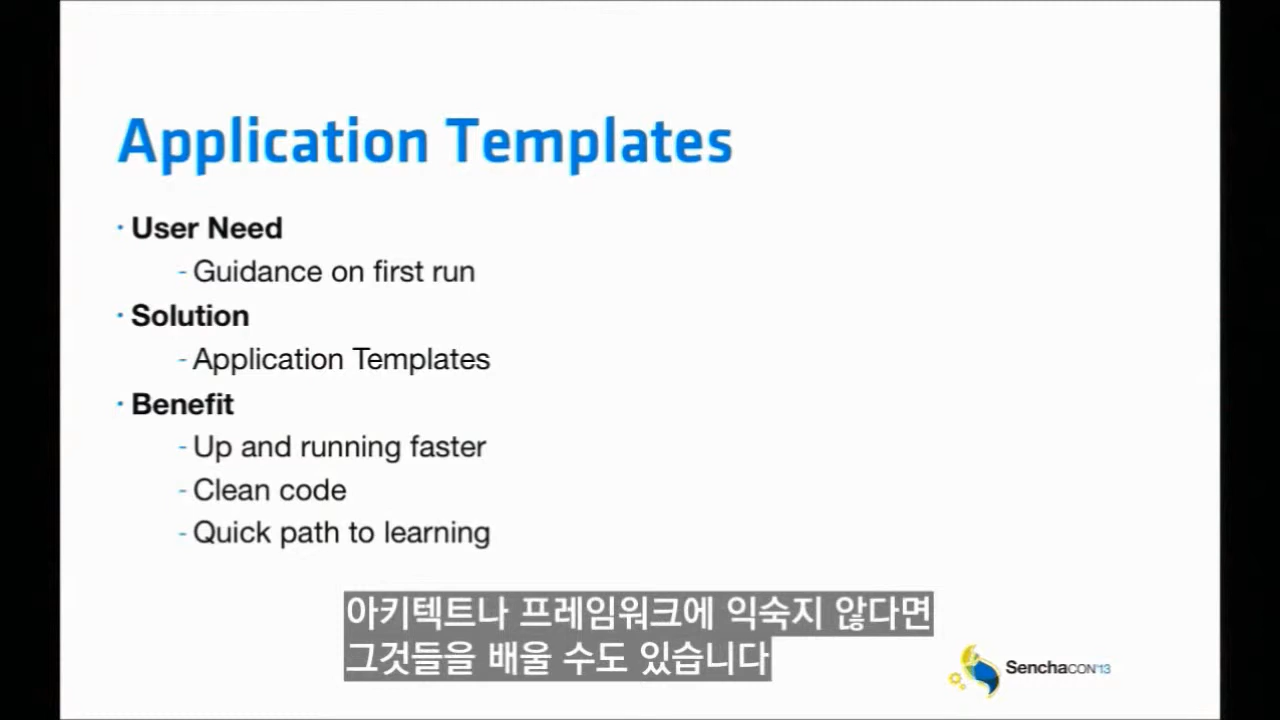 Application Templates
· User Need
- Guidance on first run
· Solution
- Application Templates
· Benefit
- Up and running faster
- Clean code
- Quick path to learning
아키텍트나 프레임워크에 익숙지 않다면
그것들을 배울 수도 있습니다
SenchaCON'13